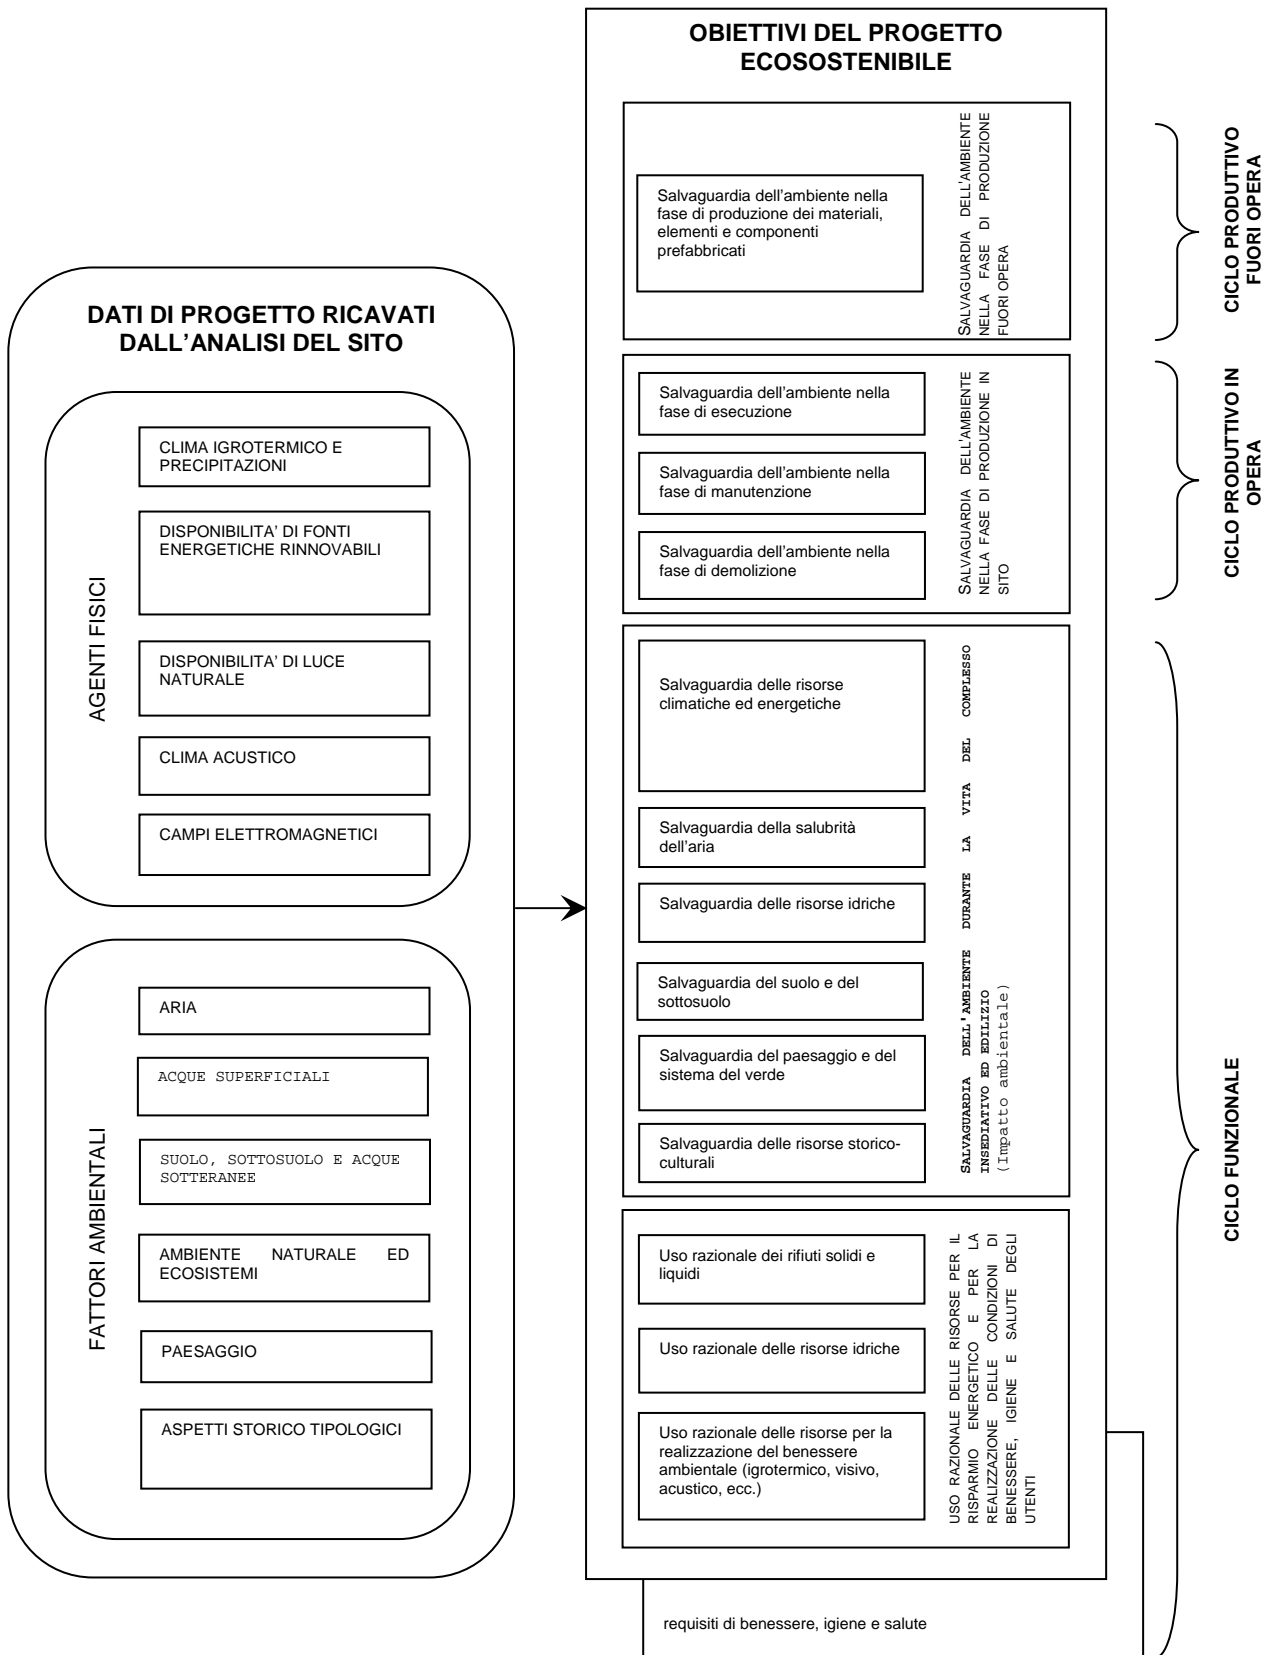 DATI DI PROGETTO RICAVATI
DALL'ANALISI DEL SITO
AGENTI FISICI
CLIMA IGROTERMICO E
PRECIPITAZIONI
DISPONIBILITA' DI FONTI
ENERGETICHE RINNOVABILI
DISPONIBILITA' DI LUCE
NATURALE
CLIMA ACUSTICO
CAMPI ELETTROMAGNETICI
FATTORI AMBIENTALI
ARIA
ACQUE SUPERFICIALI
SUOLO, SOTTOSUOLO E ACQUE
SOTTERANEE
AMBIENTE NATURALE ED
ECOSISTEMI
PAESAGGIO
ASPETTI STORICO TIPOLOGICI
OBIETTIVI DEL PROGETTO
ECOSOSTENIBILE
Salvaguardia dell'ambiente nella
fase di produzione dei materiali,
elementi e componenti
prefabbricati
SALVAGUARDIA DELL'AMBIENTE
NELLA FASE DI PRODUZIONE
FUORI OPERA
CICLO PRODUTTIVO
FUORI OPERA
Salvaguardia dell'ambiente nella
fase di esecuzione
Salvaguardia dell'ambiente nella
fase di manutenzione
Salvaguardia dell'ambiente nella
fase di demolizione
SALVAGUARDIA DELL'AMBIENTE
NELLA FASE DI PRODUZIONE IN
SITO
CICLO PRODUTTIVO IN
OPERA
Salvaguardia delle risorse
climatiche ed energetiche
Salvaguardia della salubrità
dell'aria
Salvaguardia delle risorse idriche
Salvaguardia del suolo e del
sottosuolo
Salvaguardia del paesaggio e del
sistema del verde
Salvaguardia delle risorse storico-
culturali
SALVAGUARDIA DELL'AMBIENTE DURANTE LA VITA DEL COMPLESSO
INSEDIATIVO ED EDILIZIO
(Impatto ambientale)
Uso razionale dei rifiuti solidi e
liquidi
Uso razionale delle risorse idriche
Uso razionale delle risorse per la
realizzazione del benessere
ambientale (igrotermico, visivo,
acustico, ecc.)
USO RAZIONALE DELLE RISORSE PER IL
RISPARMIO ENERGETICO E PER LA
REALIZZAZIONE DELLE CONDIZIONI DI
BENESSERE, IGIENE E SALUTE DEGLI
UTENTI
CICLO FUNZIONALE
requisiti di benessere, igiene e salute